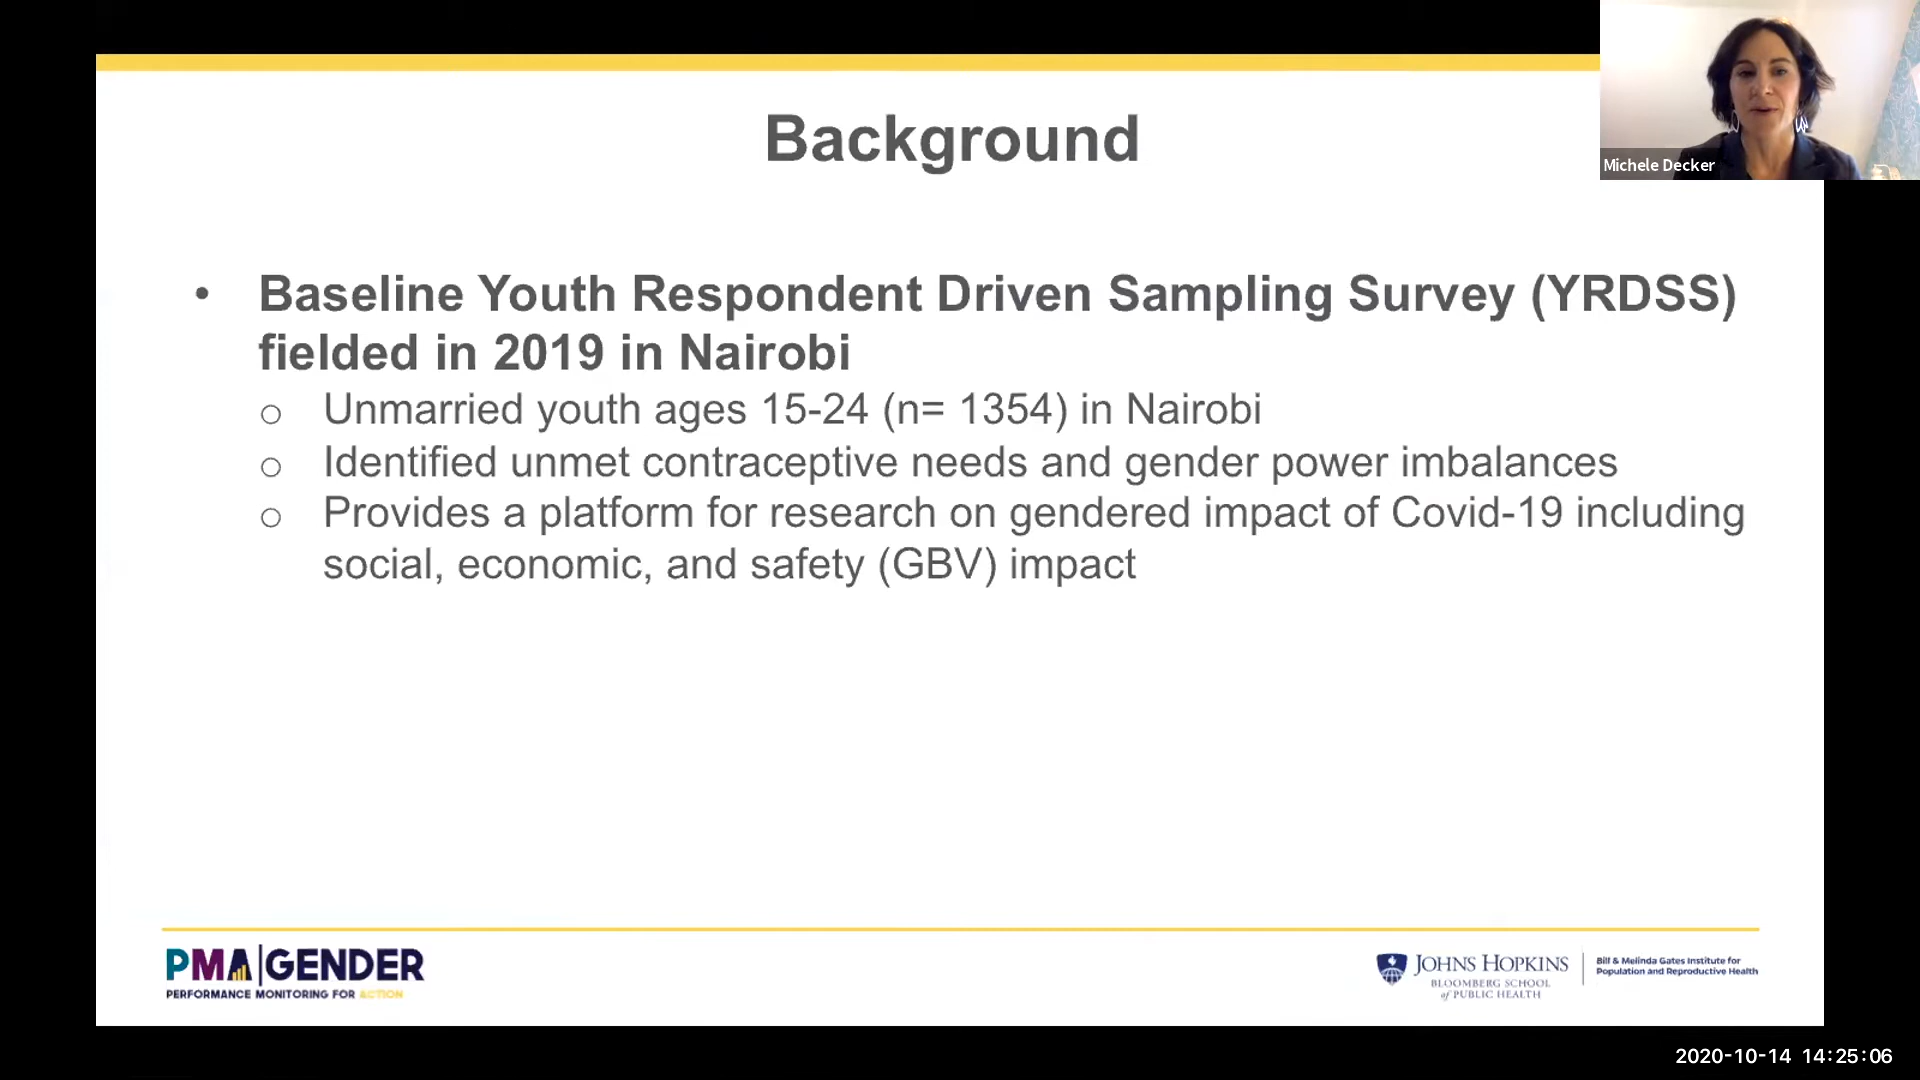 Background
Michele Decker
• Baseline Youth Respondent Driven Sampling Survey (YRDSS)
fielded in 2019 in Nairobi
o Unmarried youth ages 15-24 (n= 1354) in Nairobi
o Identified unmet contraceptive needs and gender power imbalances
o Provides a platform for research on gendered impact of Covid-19 including
social, economic, and safety (GBV) impact
PMA|GENDER
PERFORMANCE MONITORING FOR ACTION
JOHNS HOPKINS
BLOOMBERG SCHOOL
of PUBLIC HEALTH
Bill & Melinda Gates Institute for
Population and Reproductive Health
2020-10-14 14:25:06